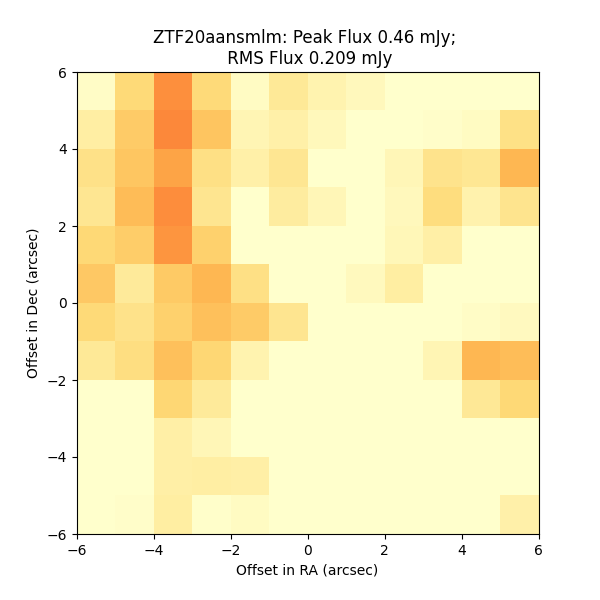 ZTF20aansmlm: Peak Flux 0.46 mJy;
RMS Flux 0.209 mJy
6
4
2
0
−2
−4
−6
Offset in Dec (arcsec)
−6 −4 −2 0 2 4 6
Offset in RA (arcsec)